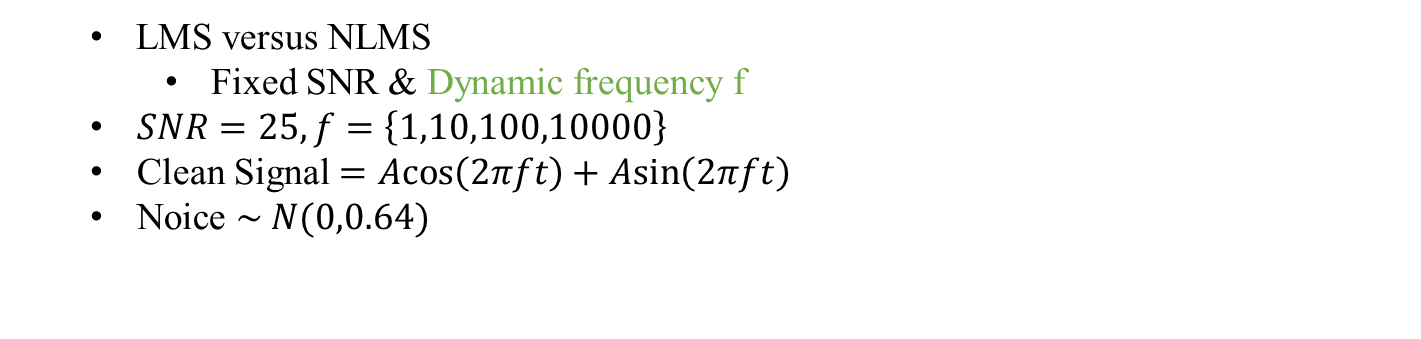 • LMS versus NLMS
• Fixed SNR & Dynamic frequency f
• 𝑆𝑁𝑅 = 25, 𝑓 = {1,10,100,10000}
• Clean Signal = 𝐴cos(2𝜋𝑓𝑡) + 𝐴sin(2𝜋𝑓𝑡)
• Noice ~ 𝑁(0,0.64)